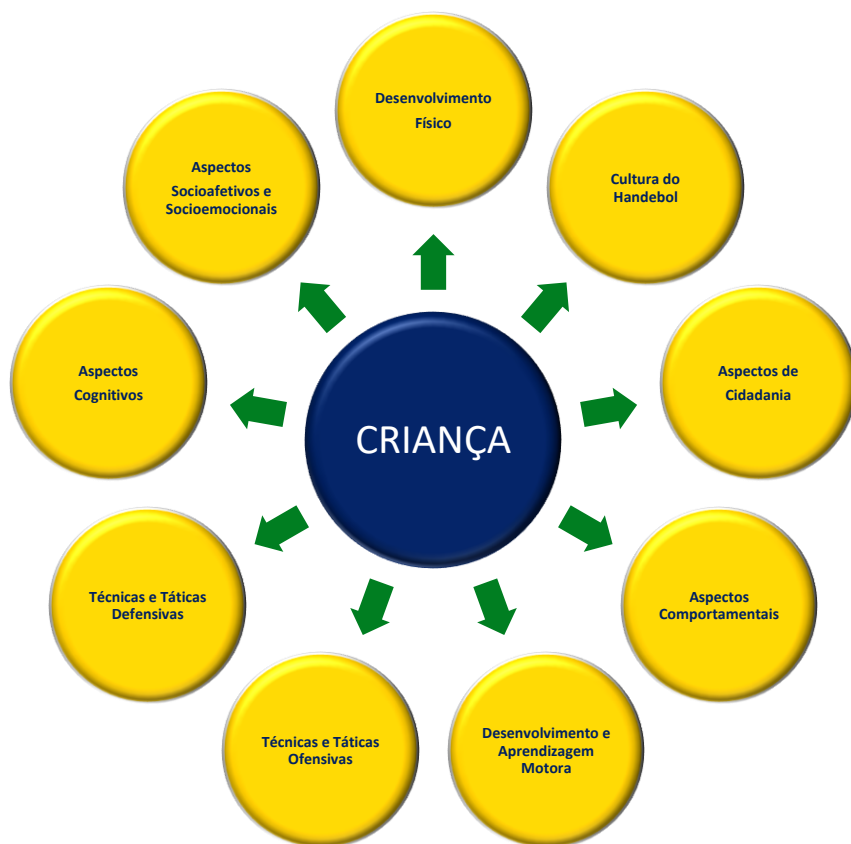 Desenvolvimento
Físico
Cultura do
Handebol
Aspectos de
Cidadania
Aspectos
Comportamentais
Desenvolvimento e
Aprendizagem
Motora
Técnicas e Táticas
Ofensivas
Técnicas e Táticas
Defensivas
Aspectos
Cognitivos
Aspectos
Socioafetivos e
Socioemocionais
CRIANÇA